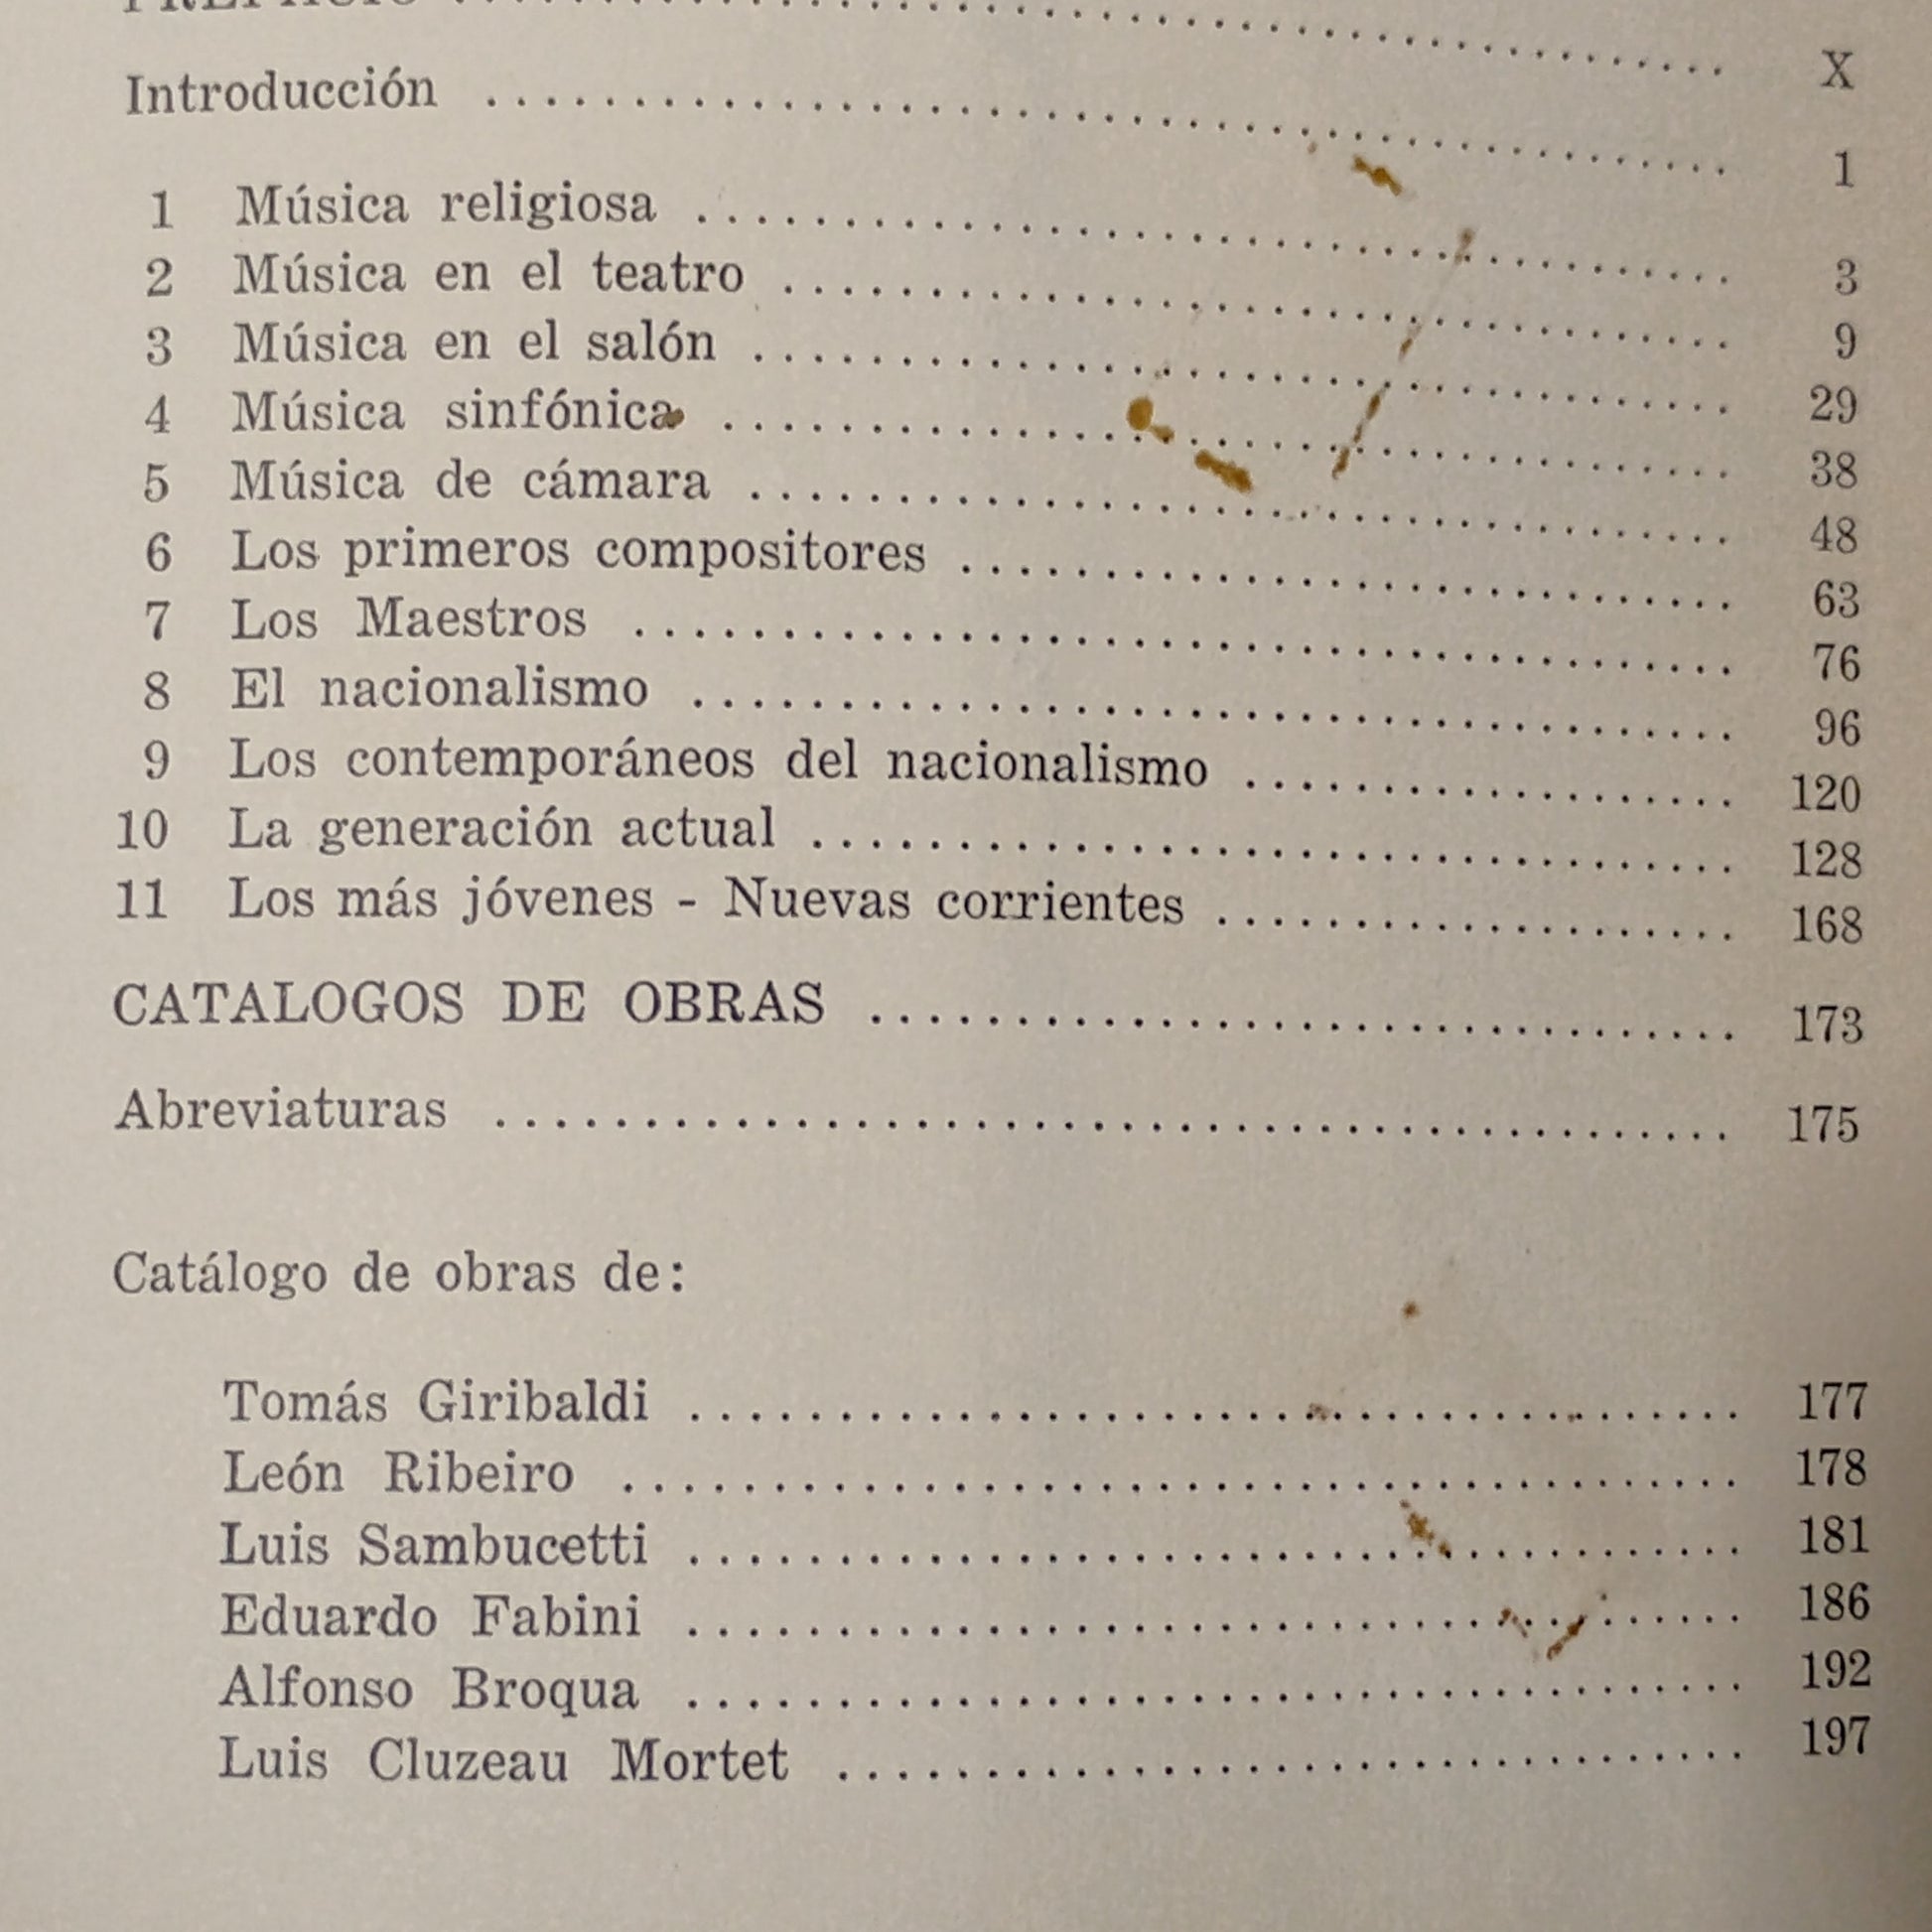 PREFACIO ........ X
Introducción ........ 1
1 Música religiosa ........ 3
2 Música en el teatro ........ 9
3 Música en el salón ........ 29
4 Música sinfónica ........ 38
5 Música de cámara ........ 48
6 Los primeros compositores ........ 63
7 Los Maestros ........ 76
8 El nacionalismo ........ 96
9 Los contemporáneos del nacionalismo ........ 120
10 La generación actual ........ 128
11 Los más jóvenes - Nuevas corrientes ........ 168
CATALOGOS DE OBRAS ........ 173
Abreviaturas ........ 175
Catálogo de obras de:
Tomás Giribaldi ........ 177
León Ribeiro ........ 178
Luis Sambucetti ........ 181
Eduardo Fabini ........ 186
Alfonso Broqua ........ 192
Luis Cluzeau Mortet ........ 197